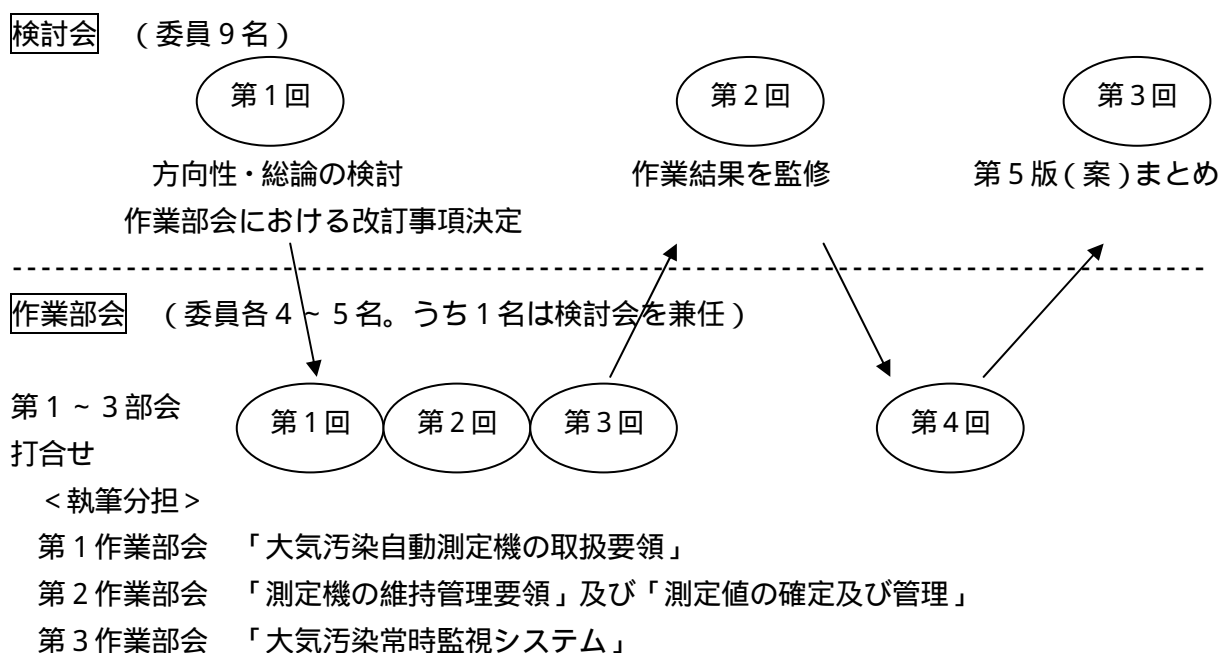 検討会 （委員９名）
第１回 第２回 第３回
方向性・総論の検討 作業結果を監修 第５版（案）まとめ
作業部会における改訂事項決定
作業部会 （委員各４～５名。うち１名は検討会を兼任）
第１～３部会
第１回 第２回 第３回 第４回
打合せ
＜執筆分担＞
第１作業部会 「大気汚染自動測定機の取扱要領」
第２作業部会 「測定機の維持管理要領」及び「測定値の確定及び管理」
第３作業部会 「大気汚染常時監視システム」